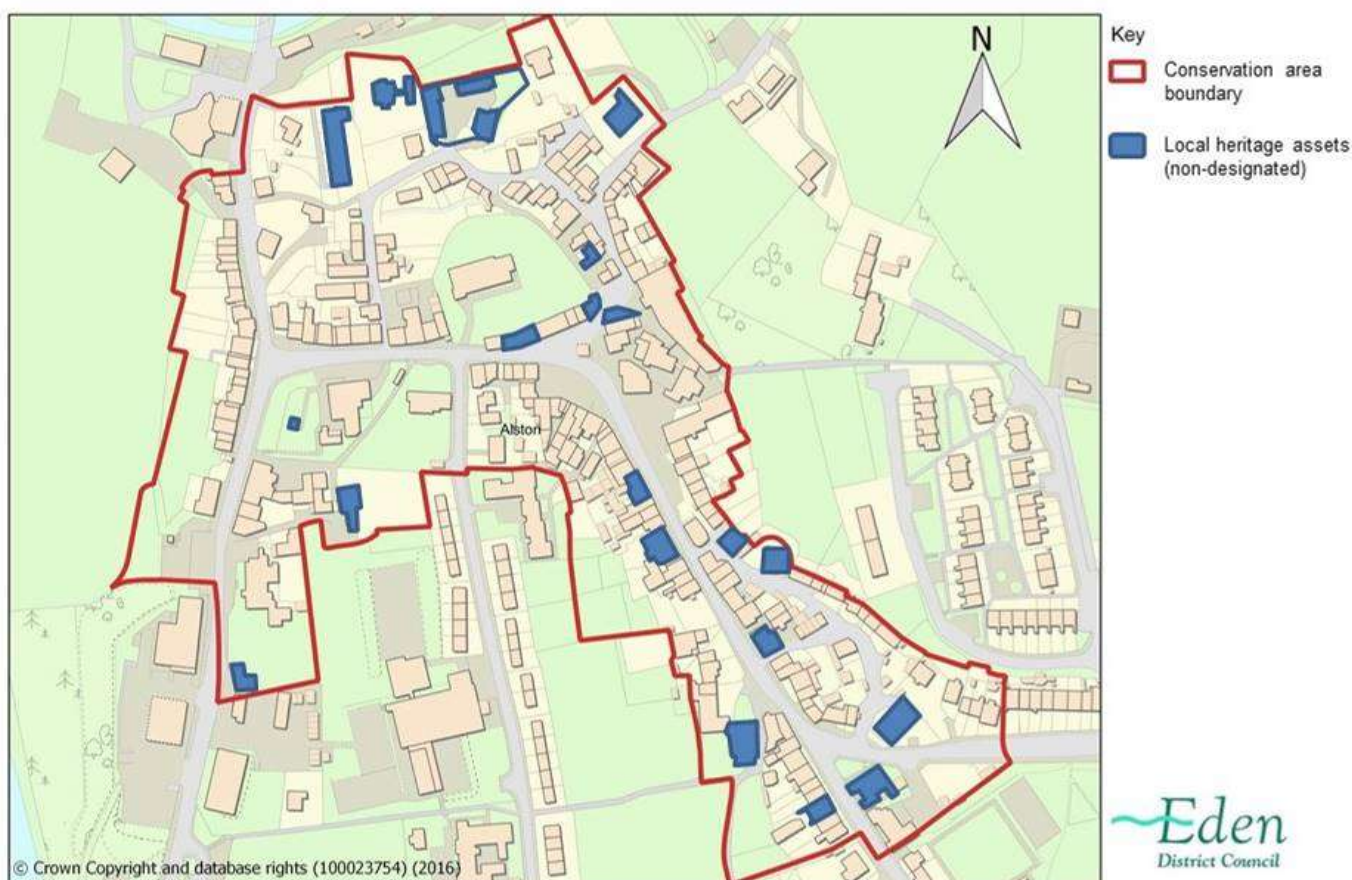 N
Alston
© Crown Copyright and database rights (100023754) (2016)
Key
Conservation area
boundary
Local heritage assets
(non-designated)
Eden
District Council